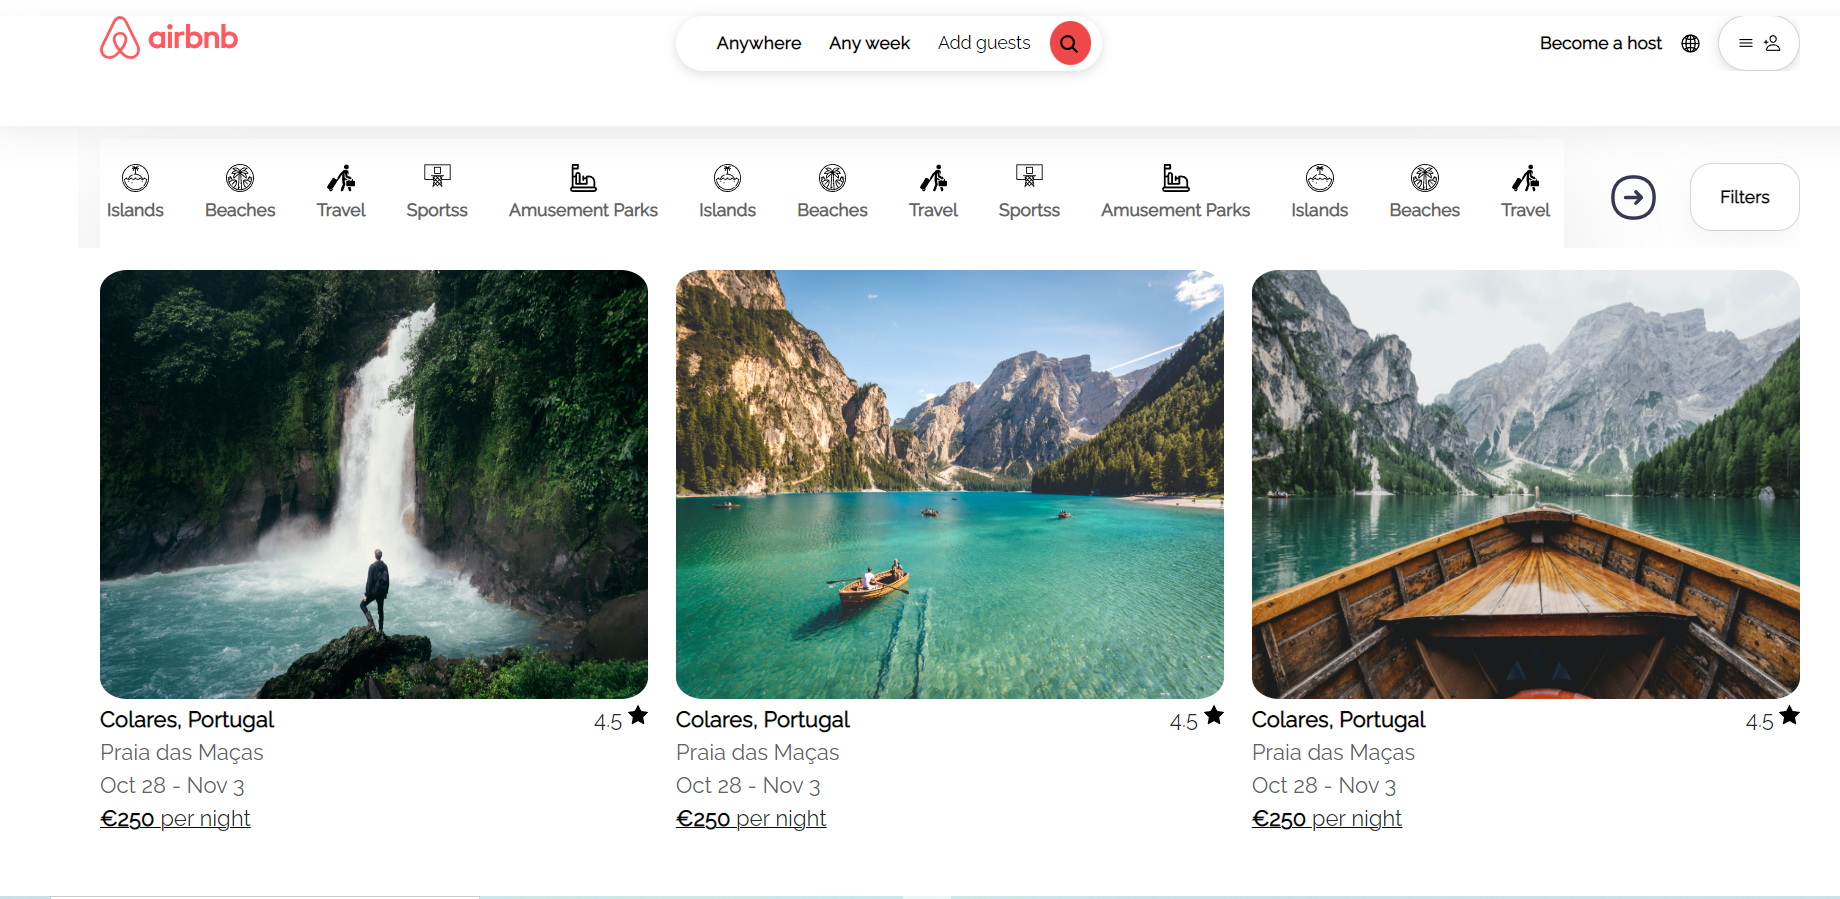 airbnb
Anywhere Any week Add guests
Become a host
Islands Beaches Travel Sportss Amusement Parks Islands Beaches Travel Sportss Amusement Parks Islands Beaches Travel
Filters
Colares, Portugal 4.5
Praia das Maças
Oct 28 - Nov 3
€250 per night
Colares, Portugal 4.5
Praia das Maças
Oct 28 - Nov 3
€250 per night
Colares, Portugal 4.5
Praia das Maças
Oct 28 - Nov 3
€250 per night